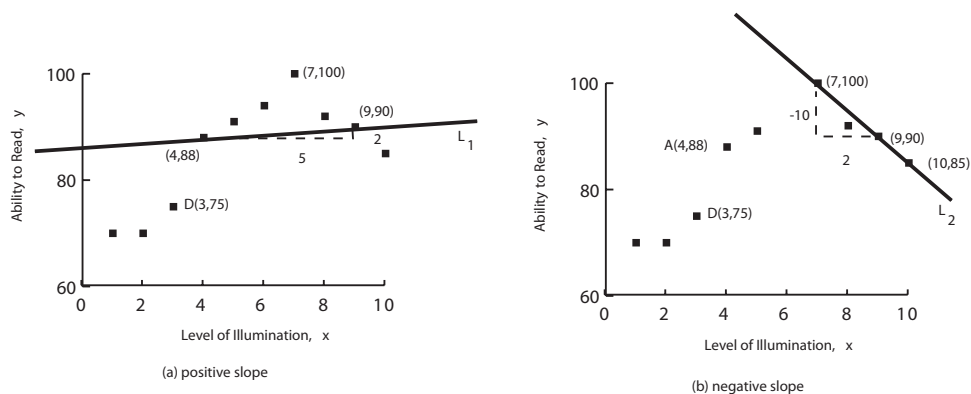 100
80
60
0
2
4
6
8
10
Ability to Read, y
Level of Illumination, x
(7,100)
(9,90)
(4,88)
D(3,75)
5
2
L1
(a) positive slope
100
80
60
0
2
4
6
8
10
Ability to Read, y
Level of Illumination, x
(7,100)
-10
A(4,88)
(9,90)
2
(10,85)
D(3,75)
L2
(b) negative slope